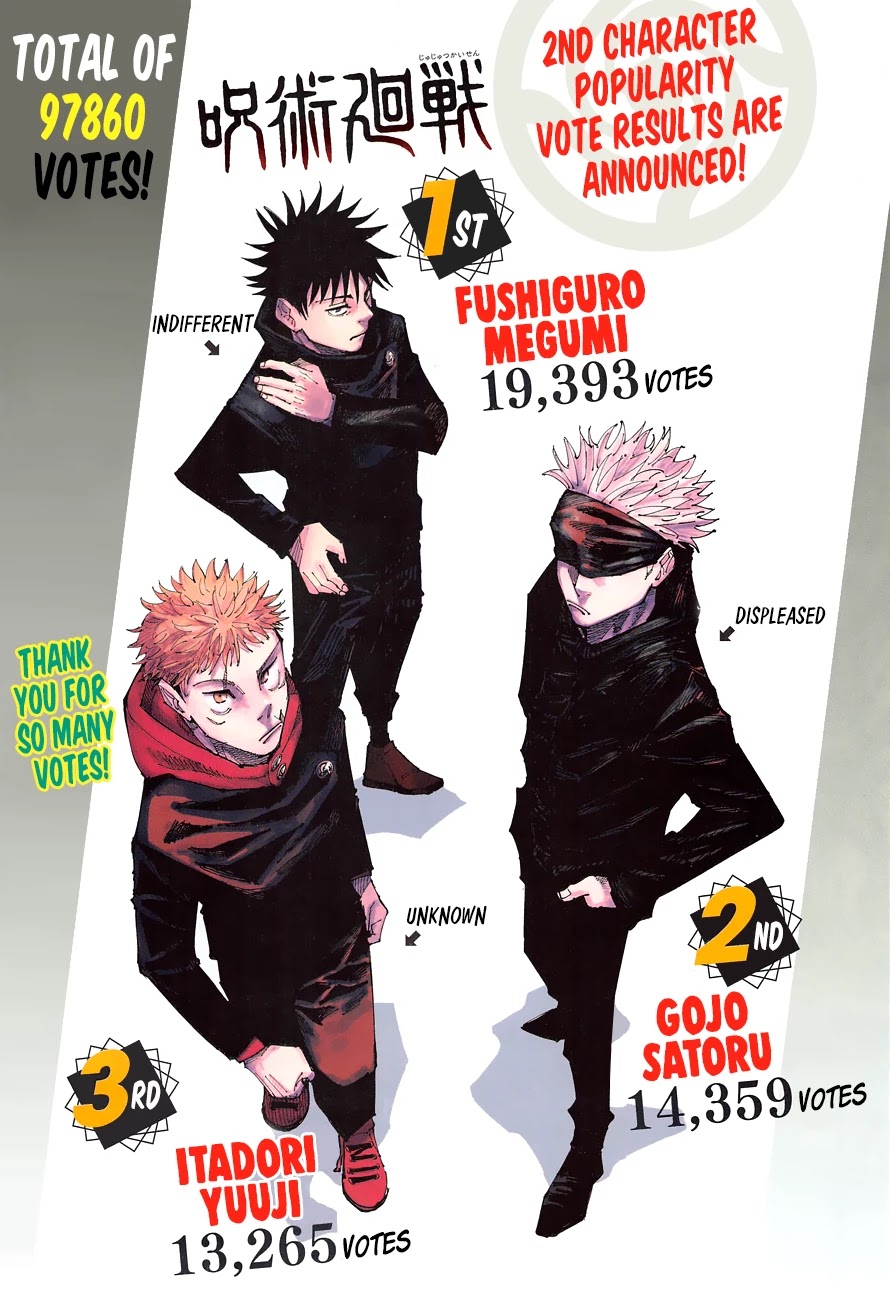 TOTAL OF
97860
VOTES!
じゅじゅつかいせん
呪術廻戦
2ND CHARACTER
POPULARITY
VOTE RESULTS ARE
ANNOUNCED!
1ST
FUSHIGURO
MEGUMI
19,393 VOTES
INDIFFERENT
DISPLEASED
THANK
YOU FOR
SO MANY
VOTES!
UNKNOWN
2ND
GOJO
SATORU
14,359 VOTES
3RD
ITADORI
YUUJI
13,265 VOTES